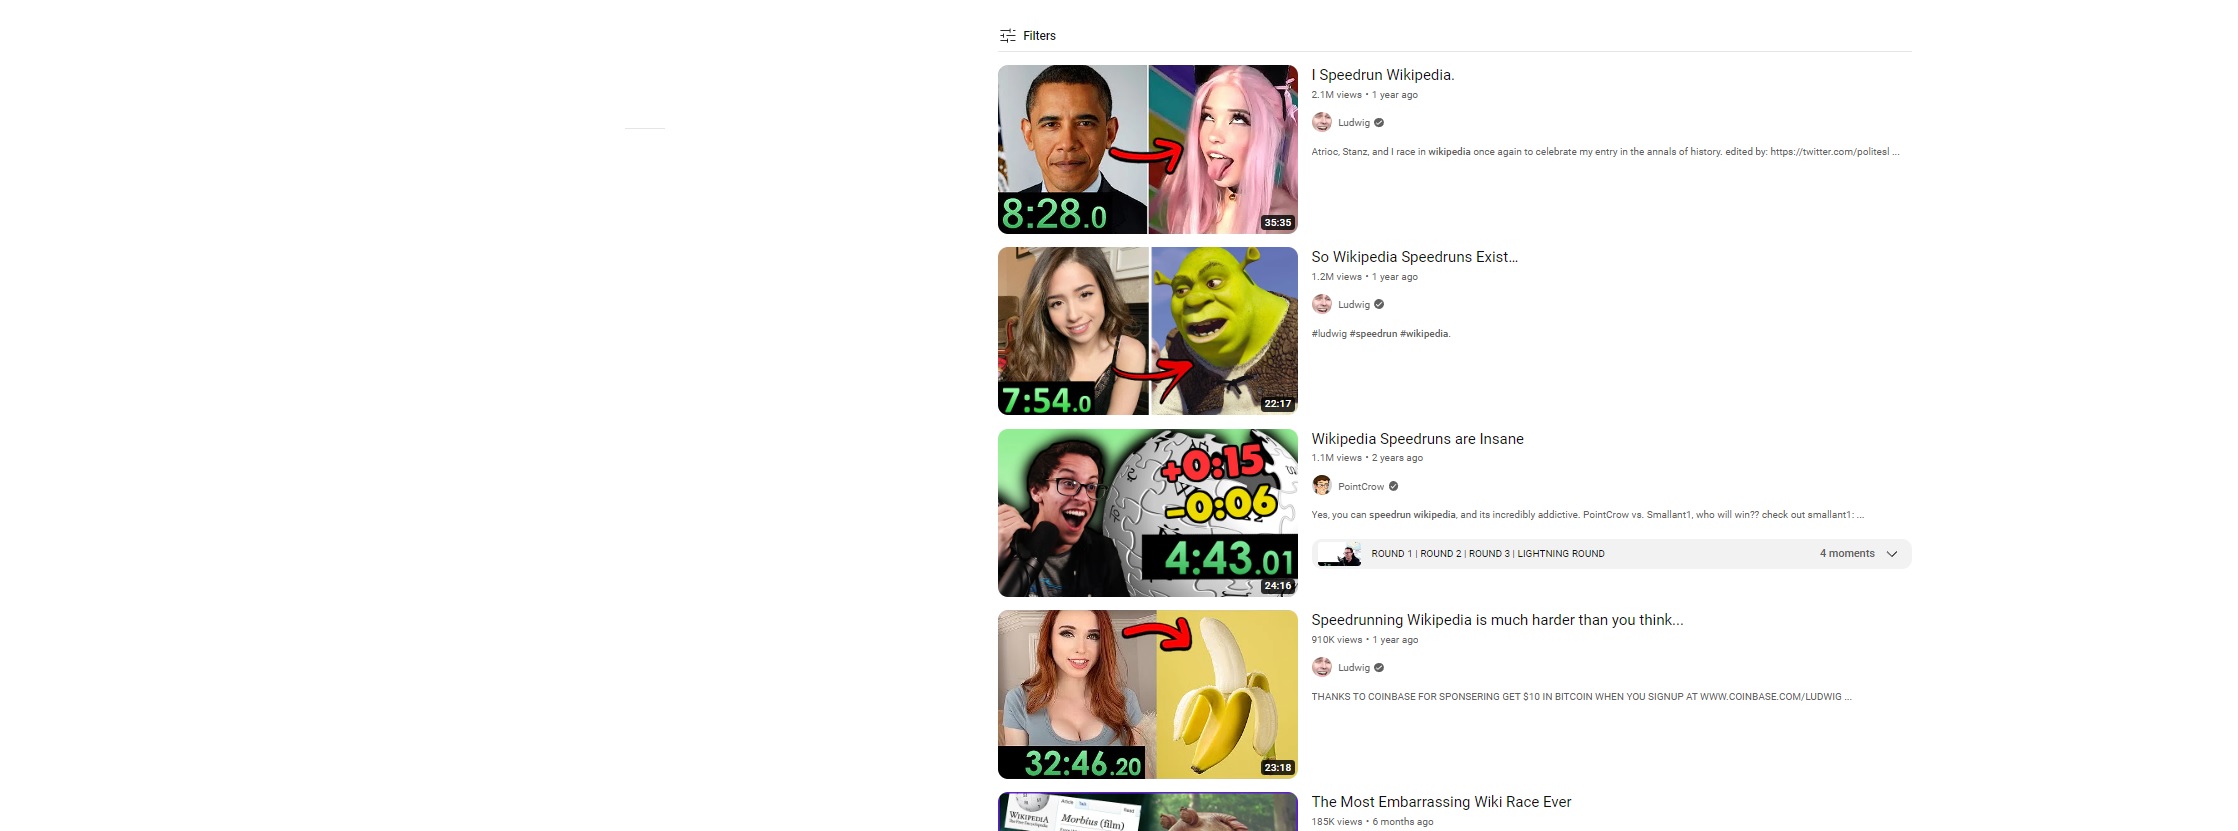 Filters
8:28.0
35:35
I Speedrun Wikipedia.
2.1M views • 1 year ago
Ludwig
Atrioc, Stanz, and I race in wikipedia once again to celebrate my entry in the annals of history. edited by: https://twitter.com/politesl ...
7:54.0
22:17
So Wikipedia Speedruns Exist…
1.2M views • 1 year ago
Ludwig
#ludwig #speedrun #wikipedia.
+0:15
-0:06
4:43.01
24:16
Wikipedia Speedruns are Insane
1.1M views • 2 years ago
PointCrow
Yes, you can speedrun wikipedia, and its incredibly addictive. PointCrow vs. Smallant1, who will win?? check out smallant1: ...
ROUND 1 | ROUND 2 | ROUND 3 | LIGHTNING ROUND
4 moments
32:46.20
23:18
Speedrunning Wikipedia is much harder than you think...
910K views • 1 year ago
Ludwig
THANKS TO COINBASE FOR SPONSERING GET $10 IN BITCOIN WHEN YOU SIGNUP AT WWW.COINBASE.COM/LUDWIG ...
Article Talk
Read
WIKIPEDIA
The Free Encyclopedia
Morbius (film)
The Most Embarrassing Wiki Race Ever
185K views • 6 months ago